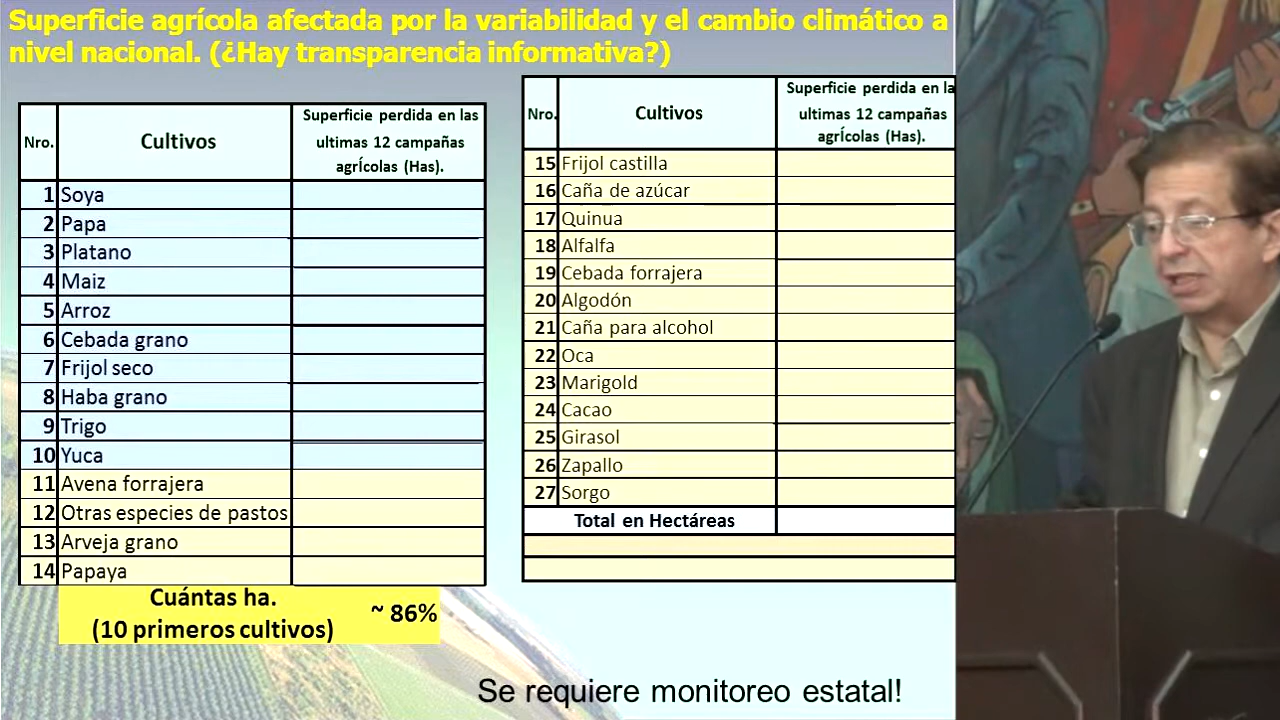 Superficie agrícola afectada por la variabilidad y el cambio climático a
nivel nacional. (¿Hay transparencia informativa?)
Nro. Cultivos Superficie perdida en las
ultimas 12 campañas
agrÍcolas (Has).
1 Soya
2 Papa
3 Platano
4 Maiz
5 Arroz
6 Cebada grano
7 Frijol seco
8 Haba grano
9 Trigo
10 Yuca
11 Avena forrajera
12 Otras especies de pastos
13 Arveja grano
14 Papaya
Cuántas ha.
(10 primeros cultivos) ~ 86%
Nro. Cultivos Superficie perdida en la
ultimas 12 campañas
agrÍcolas (Has).
15 Frijol castilla
16 Caña de azúcar
17 Quinua
18 Alfalfa
19 Cebada forrajera
20 Algodón
21 Caña para alcohol
22 Oca
23 Marigold
24 Cacao
25 Girasol
26 Zapallo
27 Sorgo
Total en Hectáreas
Se requiere monitoreo estatal!